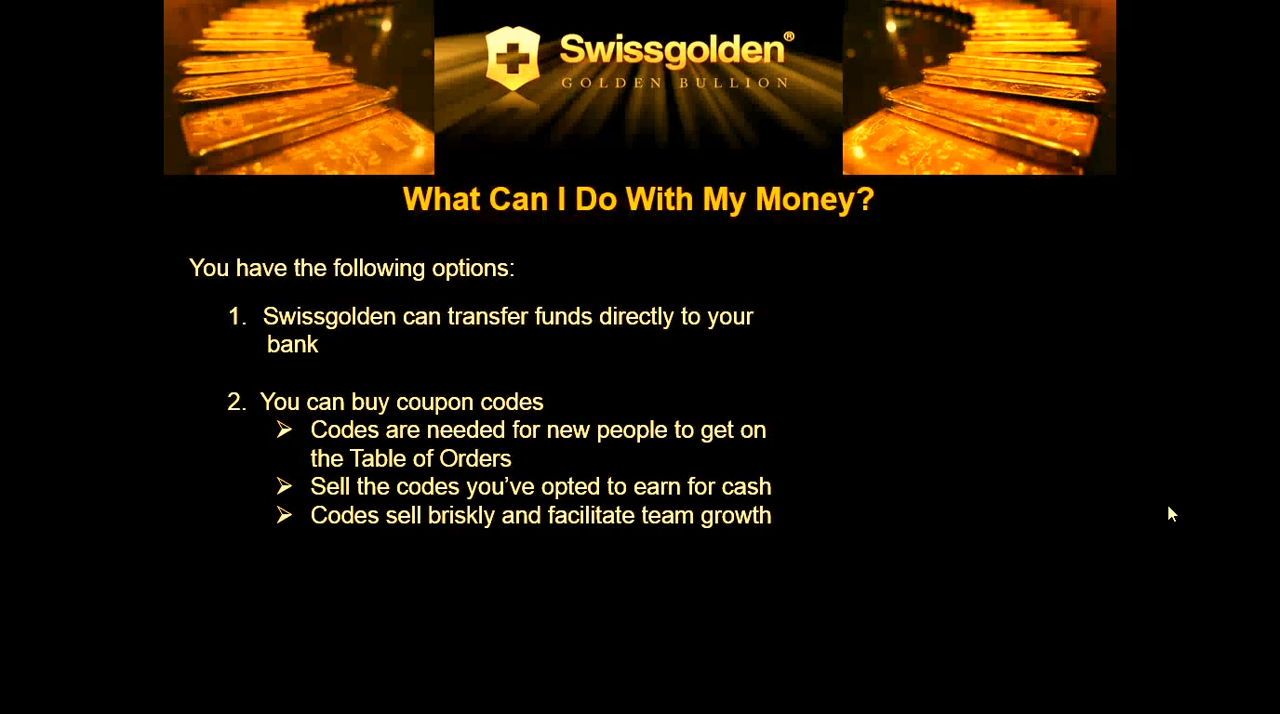 Swissgolden®
GOLDEN BULLION
What Can I Do With My Money?
You have the following options:
1. Swissgolden can transfer funds directly to your
bank
2. You can buy coupon codes
➢ Codes are needed for new people to get on
the Table of Orders
➢ Sell the codes you’ve opted to earn for cash
➢ Codes sell briskly and facilitate team growth